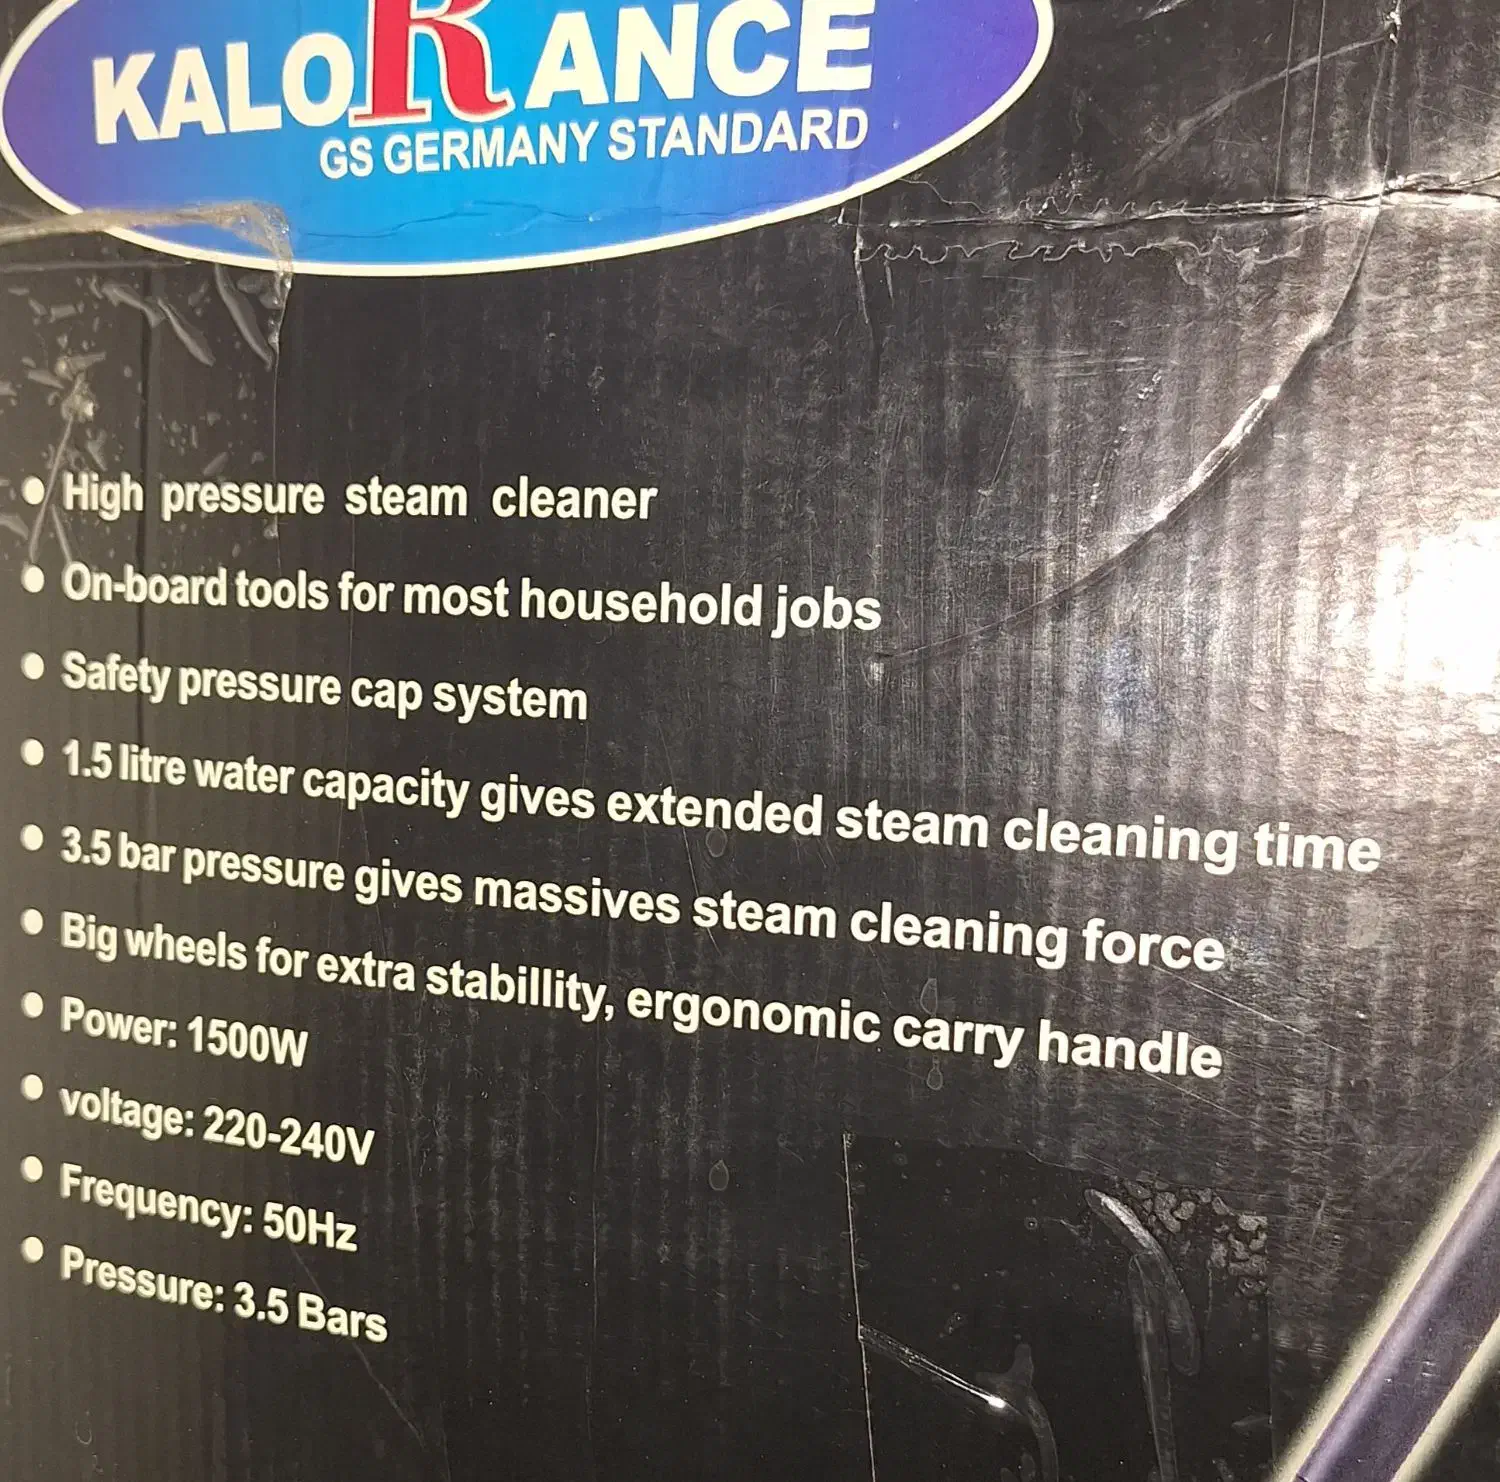 KALORANCE
GS GERMANY STANDARD
• High pressure steam cleaner
• On-board tools for most household jobs
• Safety pressure cap system
• 1.5 litre water capacity gives extended steam cleaning time
• 3.5 bar pressure gives massives steam cleaning force
• Big wheels for extra stabillity, ergonomic carry handle
• Power: 1500W
• voltage: 220-240V
• Frequency: 50Hz
• Pressure: 3.5 Bars